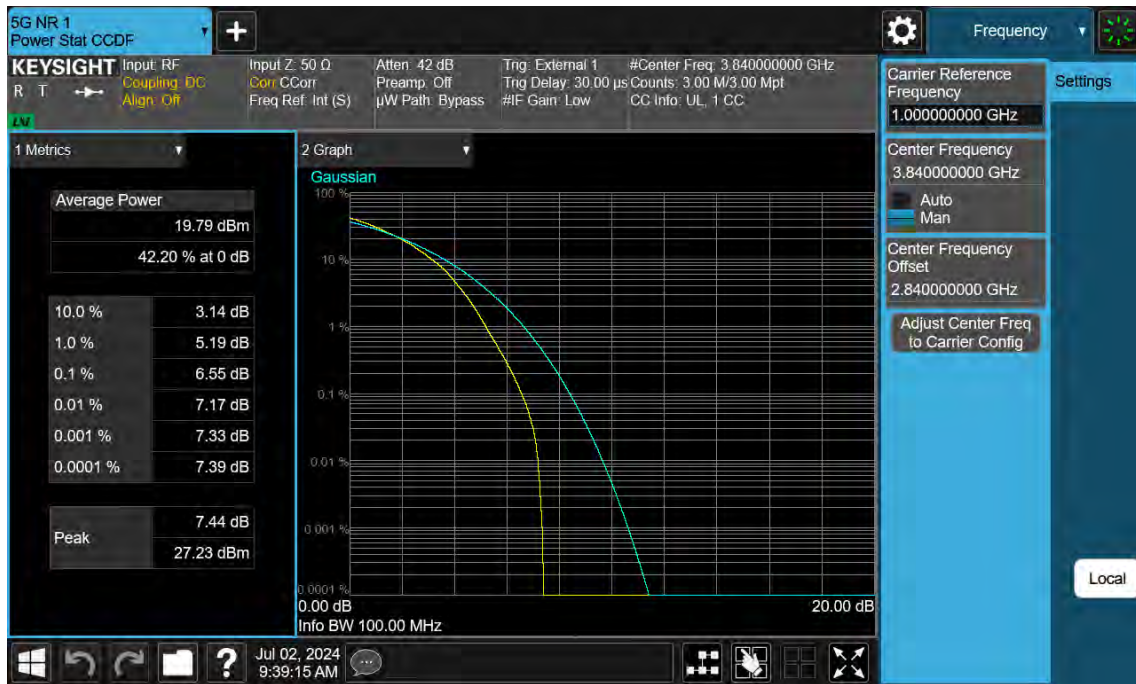 5G NR 1
Power Stat CCDF
Frequency
KEYSIGHT
R T
LXI
Input: RF
Coupling: DC
Align: Off
Input Z: 50 Ω
Corr CCorr
Freq Ref: Int (S)
Atten: 42 dB
Preamp: Off
µW Path: Bypass
Trig: External 1
Trig Delay: 30.00 µs
#IF Gain: Low
#Center Freq: 3.840000000 GHz
Counts: 3.00 M/3.00 Mpt
CC Info: UL, 1 CC
1 Metrics
Average Power
19.79 dBm
42.20 % at 0 dB
10.0 % 3.14 dB
1.0 % 5.19 dB
0.1 % 6.55 dB
0.01 % 7.17 dB
0.001 % 7.33 dB
0.0001 % 7.39 dB
Peak 7.44 dB
27.23 dBm
2 Graph
Gaussian
100 %
10 %
1 %
0.1 %
0.01 %
0.001 %
0.0001 %
0.00 dB 20.00 dB
Info BW 100.00 MHz
Carrier Reference
Frequency
1.000000000 GHz
Center Frequency
3.840000000 GHz
Auto
Man
Center Frequency
Offset
2.840000000 GHz
Adjust Center Freq
to Carrier Config
Settings
Local
?
Jul 02, 2024
9:39:15 AM